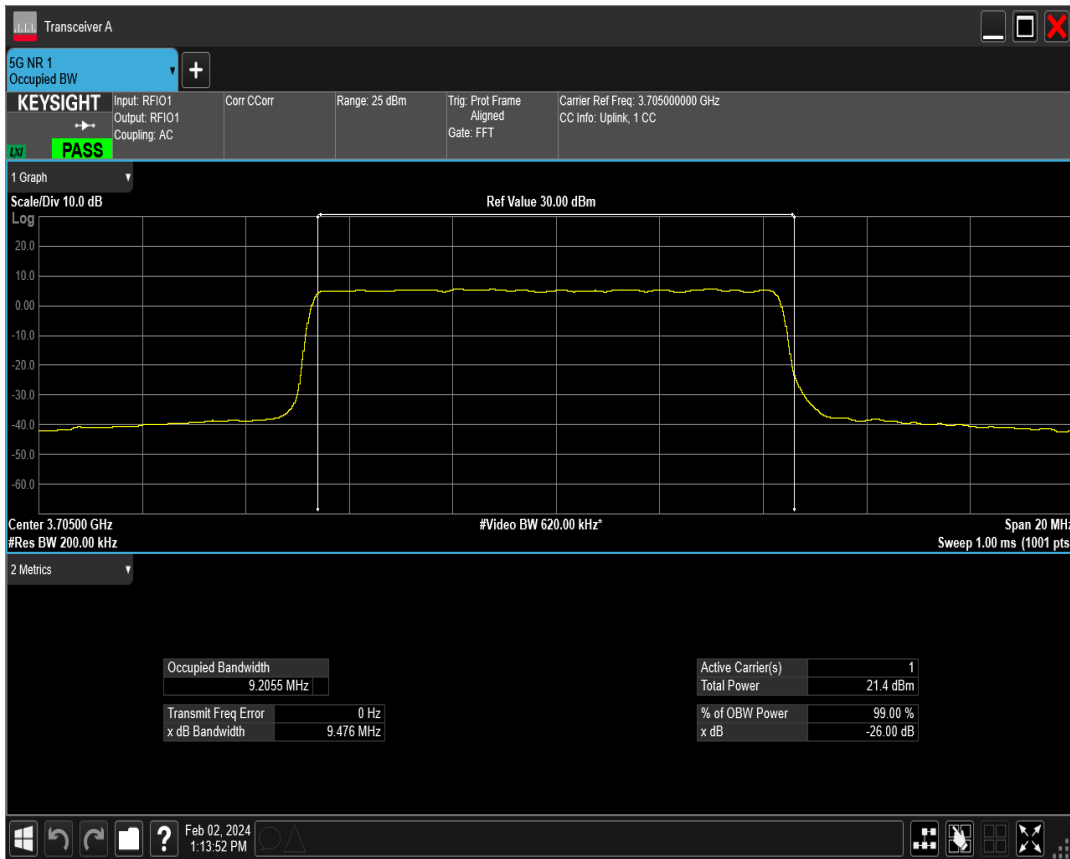 Transceiver A
5G NR 1
Occupied BW
KEYSIGHT
LXI
PASS
Input: RFIO1
Output: RFIO1
Coupling: AC
Corr CCorr
Range: 25 dBm
Trig: Prot Frame
Aligned
Gate: FFT
Carrier Ref Freq: 3.705000000 GHz
CC Info: Uplink, 1 CC
1 Graph
Scale/Div 10.0 dB
Ref Value 30.00 dBm
Log
20.0
10.0
0.00
-10.0
-20.0
-30.0
-40.0
-50.0
-60.0
Center 3.70500 GHz
#Video BW 620.00 kHz*
Span 20 MHz
#Res BW 200.00 kHz
Sweep 1.00 ms (1001 pts
2 Metrics
Occupied Bandwidth
9.2055 MHz
Transmit Freq Error 0 Hz
x dB Bandwidth 9.476 MHz
Active Carrier(s) 1
Total Power 21.4 dBm
% of OBW Power 99.00 %
x dB -26.00 dB
?
Feb 02, 2024
1:13:52 PM